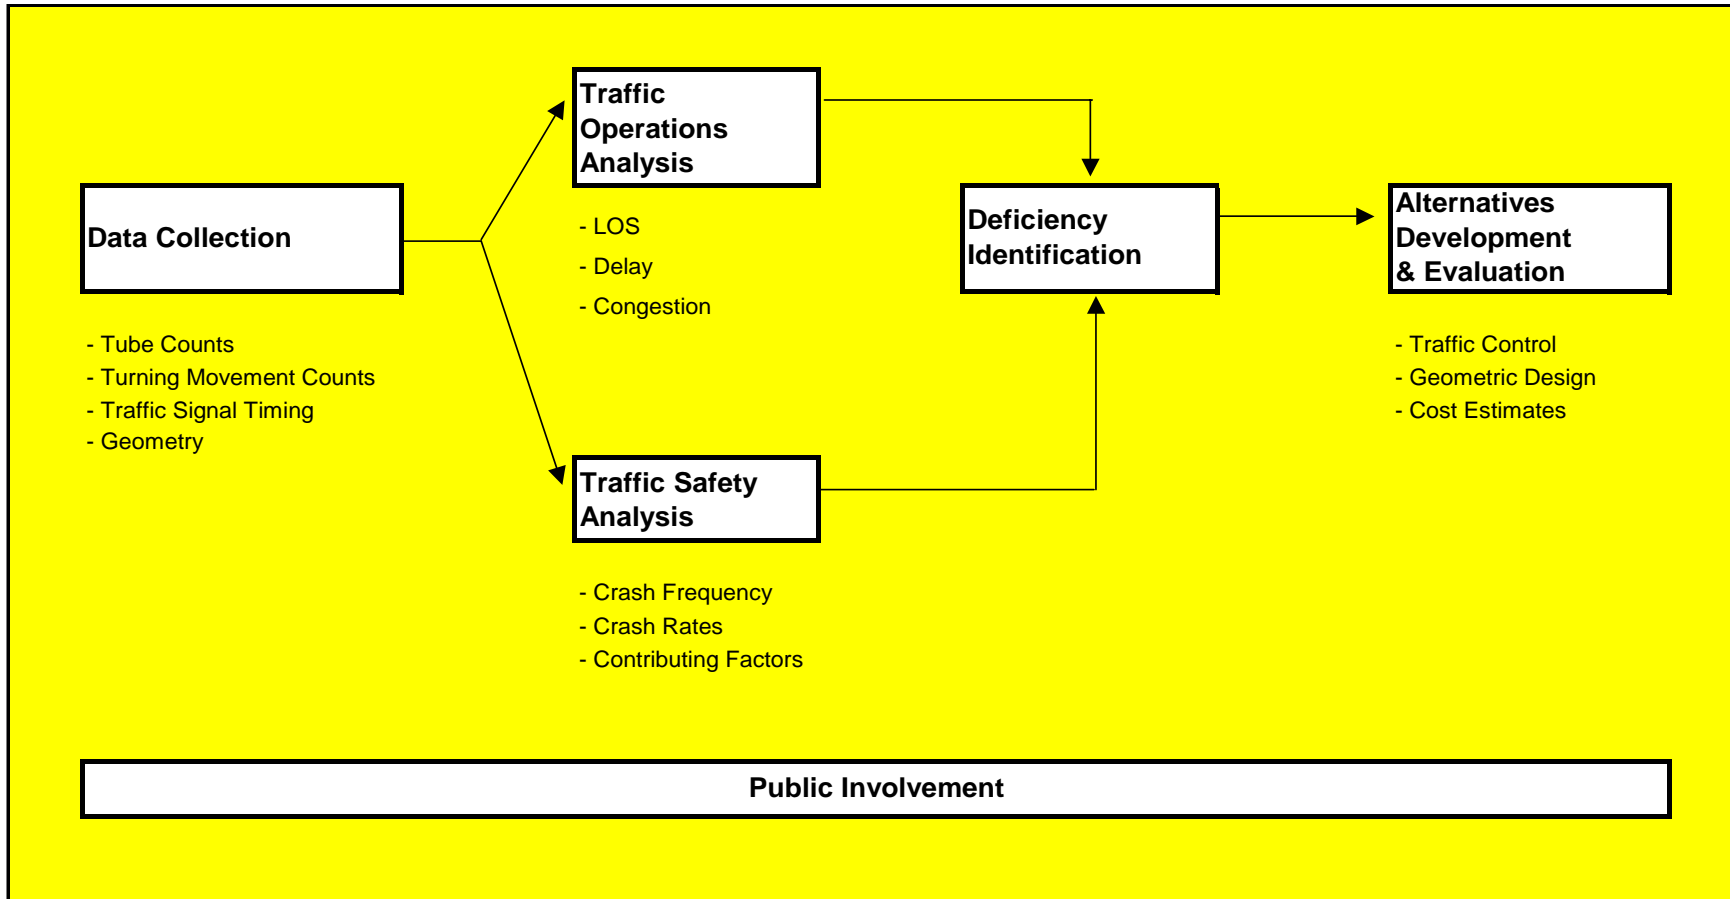 Data Collection
- Tube Counts
- Turning Movement Counts
- Traffic Signal Timing
- Geometry
Traffic
Operations
Analysis
- LOS
- Delay
- Congestion
Traffic Safety
Analysis
- Crash Frequency
- Crash Rates
- Contributing Factors
Deficiency
Identification
Alternatives
Development
& Evaluation
- Traffic Control
- Geometric Design
- Cost Estimates
Public Involvement